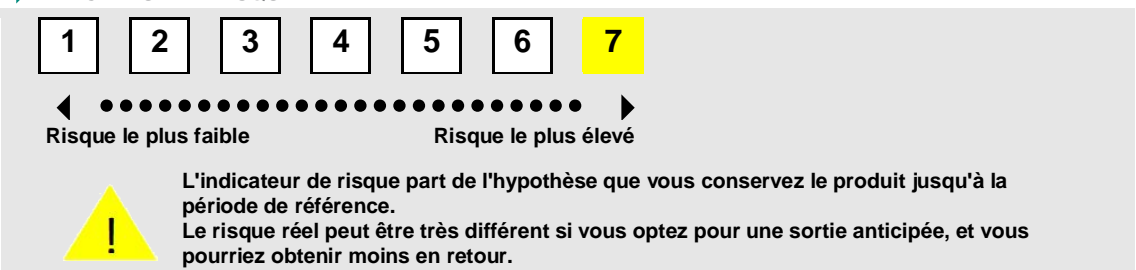 1 2 3 4 5 6 7
Risque le plus faible Risque le plus élevé
L'indicateur de risque part de l'hypothèse que vous conservez le produit jusqu'à la
période de référence.
Le risque réel peut être très différent si vous optez pour une sortie anticipée, et vous
pourriez obtenir moins en retour.
!